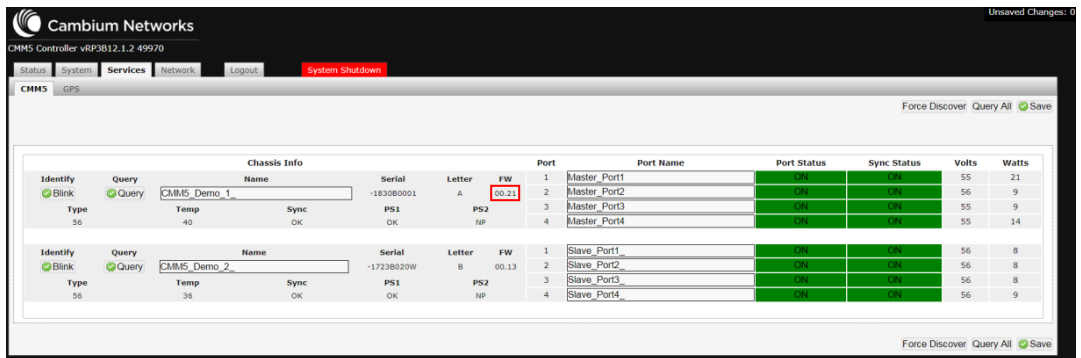 Unsaved Changes: 0
Cambium Networks
CMM5 Controller vRP3B12.1.2 49970
Status System Services Network Logout System Shutdown
CMM5 GPS
Force Discover Query All Save
Chassis Info Port Port Name Port Status Sync Status Volts Watts
Identify Query Name Serial Letter FW 1 Master_Port1 ON ON 55 21
Blink Query CMM5_Demo_1_ -1830B0001 A 00.21 2 Master_Port2 ON ON 56 9
Type Temp Sync PS1 PS2 3 Master_Port3 ON ON 55 9
56 40 OK OK NP 4 Master_Port4 ON ON 55 14
Identify Query Name Serial Letter FW 1 Slave_Port1_ ON ON 56 8
Blink Query CMM5_Demo_2_ -1723B020W B 00.13 2 Slave_Port2_ ON ON 56 8
Type Temp Sync PS1 PS2 3 Slave_Port3_ ON ON 56 8
56 36 OK OK NP 4 Slave_Port4_ ON ON 56 9
Force Discover Query All Save